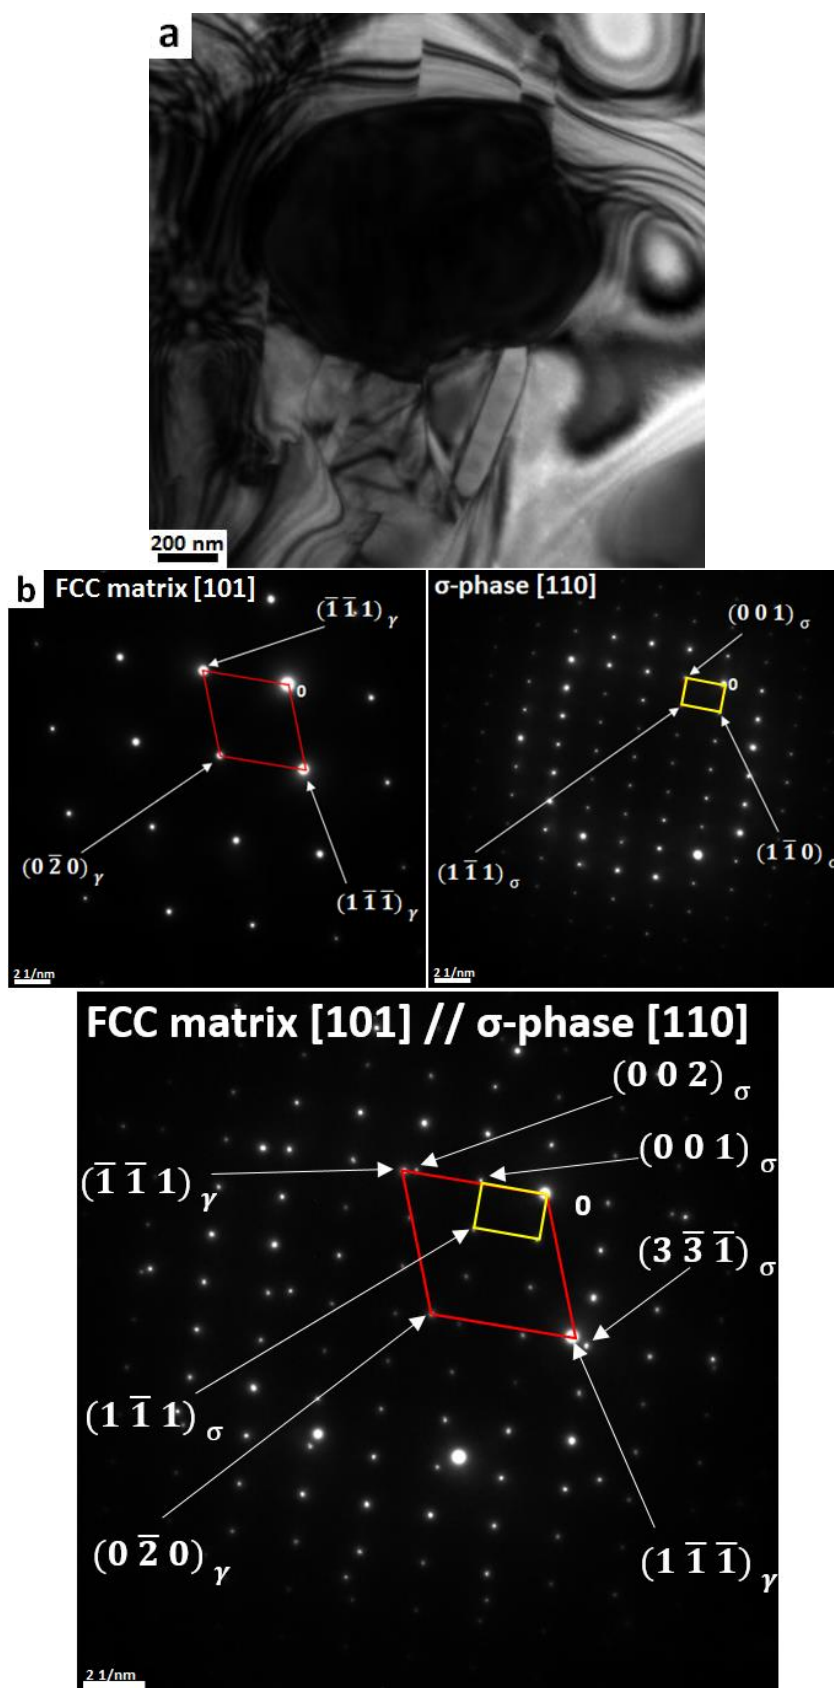 a
200 nm
b FCC matrix [101]
(1̅ 1̅ 1) γ
0
(0 2̅ 0) γ
(1 1̅ 1̅) γ
2 1/nm
σ-phase [110]
(0 0 1) σ
0
(1 1̅ 1) σ
(1 1̅ 0) σ
2 1/nm
FCC matrix [101] // σ-phase [110]
(0 0 2) σ
(1̅ 1̅ 1) γ
(0 0 1) σ
0
(3 3̅ 1̅) σ
(1 1̅ 1) σ
(0 2̅ 0) γ
(1 1̅ 1̅) γ
2 1/nm